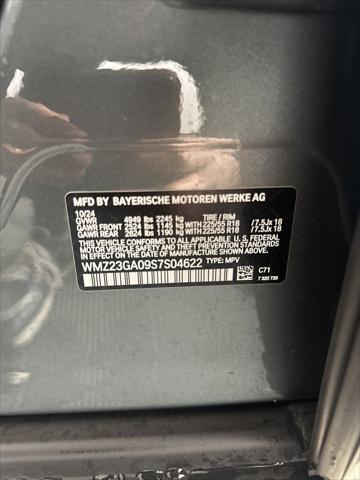 MFD BY BAYERISCHE MOTOREN WERKE AG
10/24
GVWR 4949 lbs 2245 kg TIRE / RIM
GAWR FRONT 2524 lbs 1145 kg WITH 225/55 R18 /7.5Jx 18
GAWR REAR 2624 lbs 1190 kg WITH 225/55 R18 /7.5Jx 18
THIS VEHICLE CONFORMS TO ALL APPLICABLE U.S. FEDERAL
MOTOR VEHICLE SAFETY AND THEFT PREVENTION STANDARDS
IN EFFECT ON THE DATE OF MANUFACTURE SHOWN ABOVE.
WMZ23GA09S7S04622 TYPE: MPV
C71
7 320 730